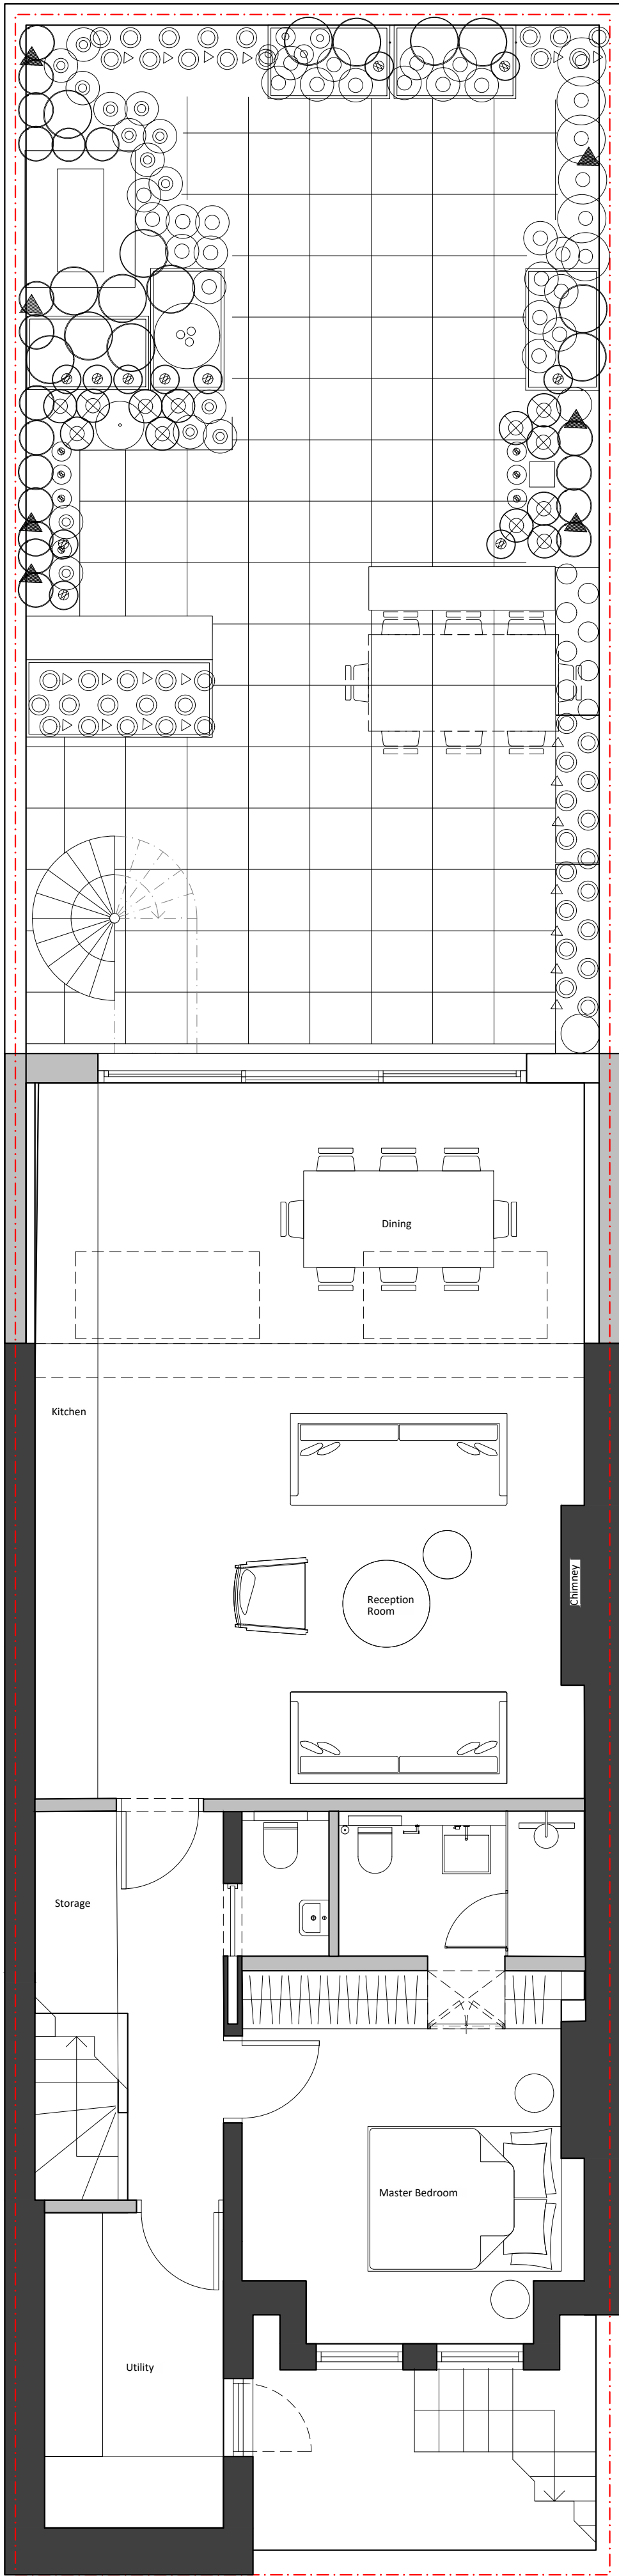 Dining
Kitchen
Chimney
Reception
Room
Storage
Master Bedroom
Utility